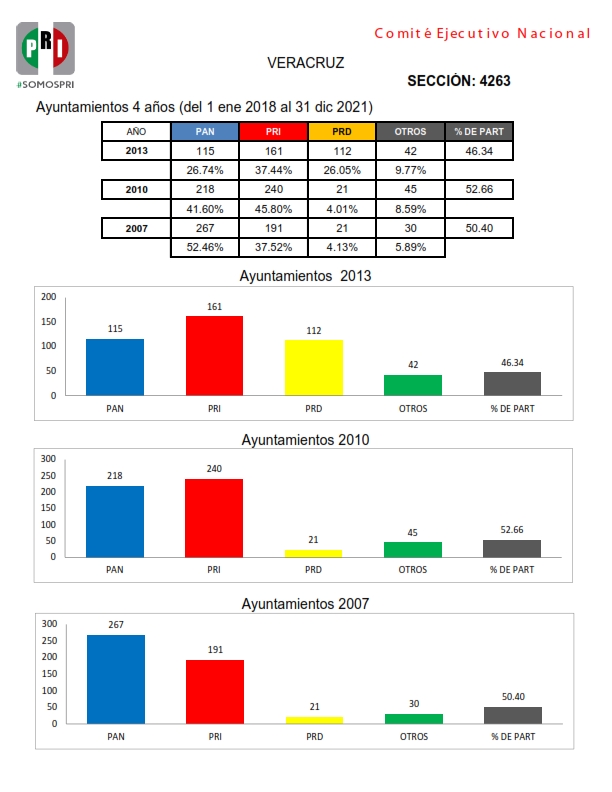 Comité Ejecutivo Nacional
PRI
#SOMOSPRI
VERACRUZ
SECCIÓN: 4263
Ayuntamientos 4 años (del 1 ene 2018 al 31 dic 2021)
AÑO PAN PRI PRD OTROS % DE PART
2013 115 161 112 42 46.34
26.74% 37.44% 26.05% 9.77%
2010 218 240 21 45 52.66
41.60% 45.80% 4.01% 8.59%
2007 267 191 21 30 50.40
52.46% 37.52% 4.13% 5.89%
Ayuntamientos 2013
200
150
100
50
0
115 161 112 42 46.34
PAN PRI PRD OTROS % DE PART
Ayuntamientos 2010
300
250
200
150
100
50
0
218 240 21 45 52.66
PAN PRI PRD OTROS % DE PART
Ayuntamientos 2007
300
250
200
150
100
50
0
267 191 21 30 50.40
PAN PRI PRD OTROS % DE PART